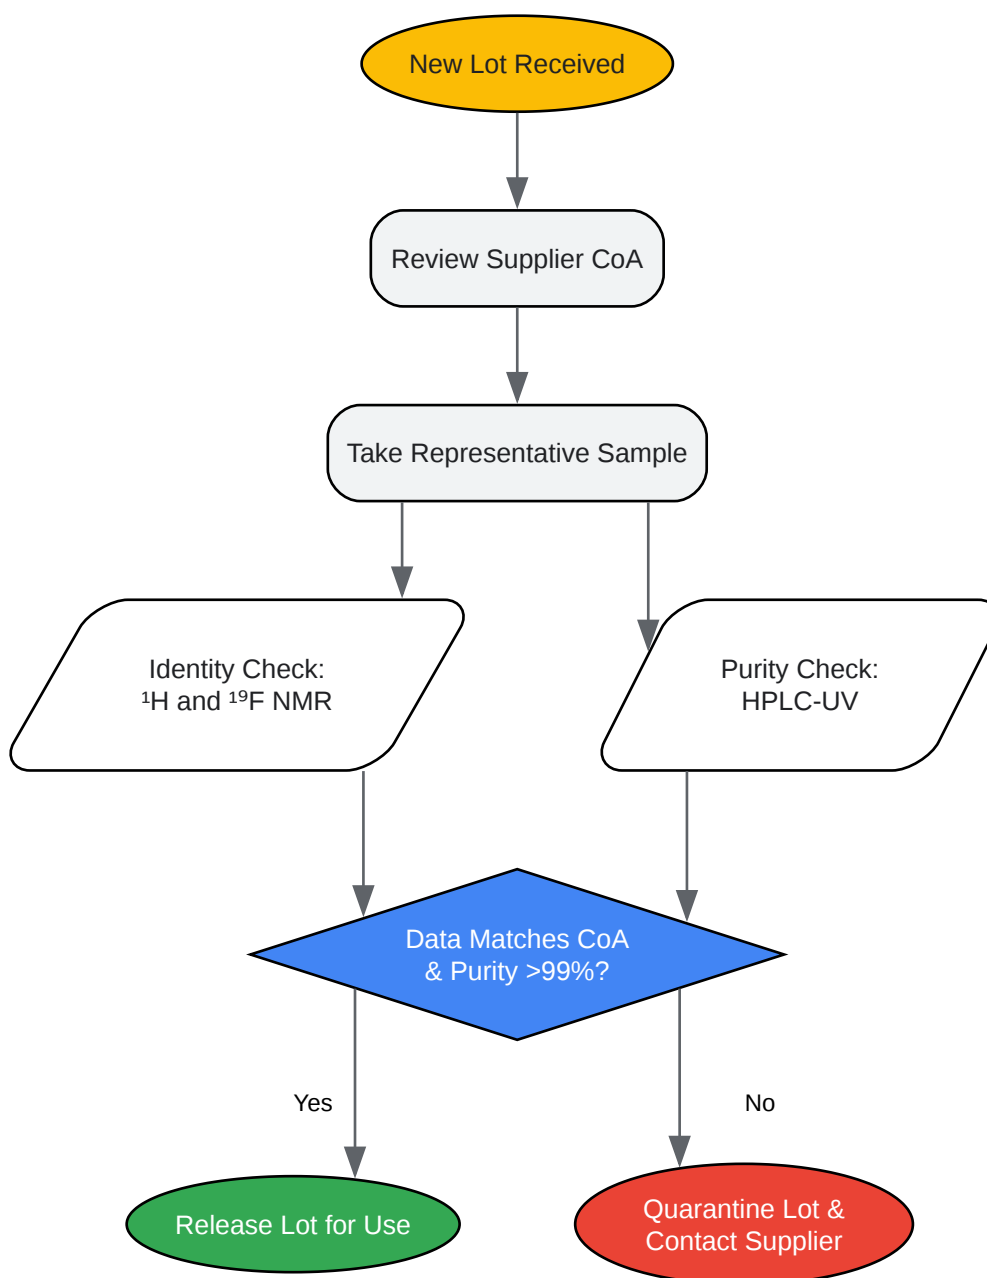 New Lot Received
Review Supplier CoA
Take Representative Sample
Identity Check:
¹H and ¹⁹F NMR
Purity Check:
HPLC-UV
Data Matches CoA
& Purity >99%?
Yes
No
Release Lot for Use
Quarantine Lot &
Contact Supplier